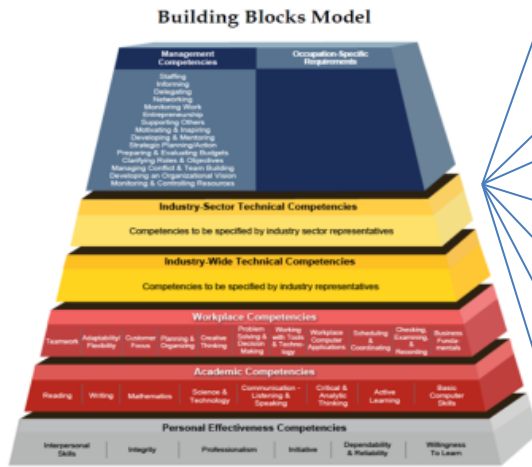 Building Blocks Model
Management
Competencies
Occupation-Specific
Requirements
Staffing
Informing
Delegating
Networking
Monitoring Work
Entrepreneurship
Supporting Others
Motivating & Inspiring
Developing & Mentoring
Strategic Planning/Action
Preparing & Evaluating Budgets
Clarifying Roles & Objectives
Managing Conflict & Team Building
Developing an Organizational Vision
Monitoring & Controlling Resources
Industry-Sector Technical Competencies
Competencies to be specified by industry sector representatives
Industry-Wide Technical Competencies
Competencies to be specified by industry representatives
Workplace Competencies
Teamwork
Adaptability/
Flexibility
Customer
Focus
Planning &
Organizing
Creative
Thinking
Problem
Solving &
Decision
Making
Working
with Tools
& Techno-
logy
Workplace
Computer
Applications
Scheduling &
Coordinating
Checking,
Examining,
&
Recording
Business
Funda-
mentals
Academic Competencies
Reading
Writing
Mathematics
Science &
Technology
Communication -
Listening &
Speaking
Critical &
Analytic
Thinking
Active
Learning
Basic
Computer
Skills
Personal Effectiveness Competencies
Interpersonal
Skills
Integrity
Professionalism
Initiative
Dependability
& Reliability
Willingness
To Learn